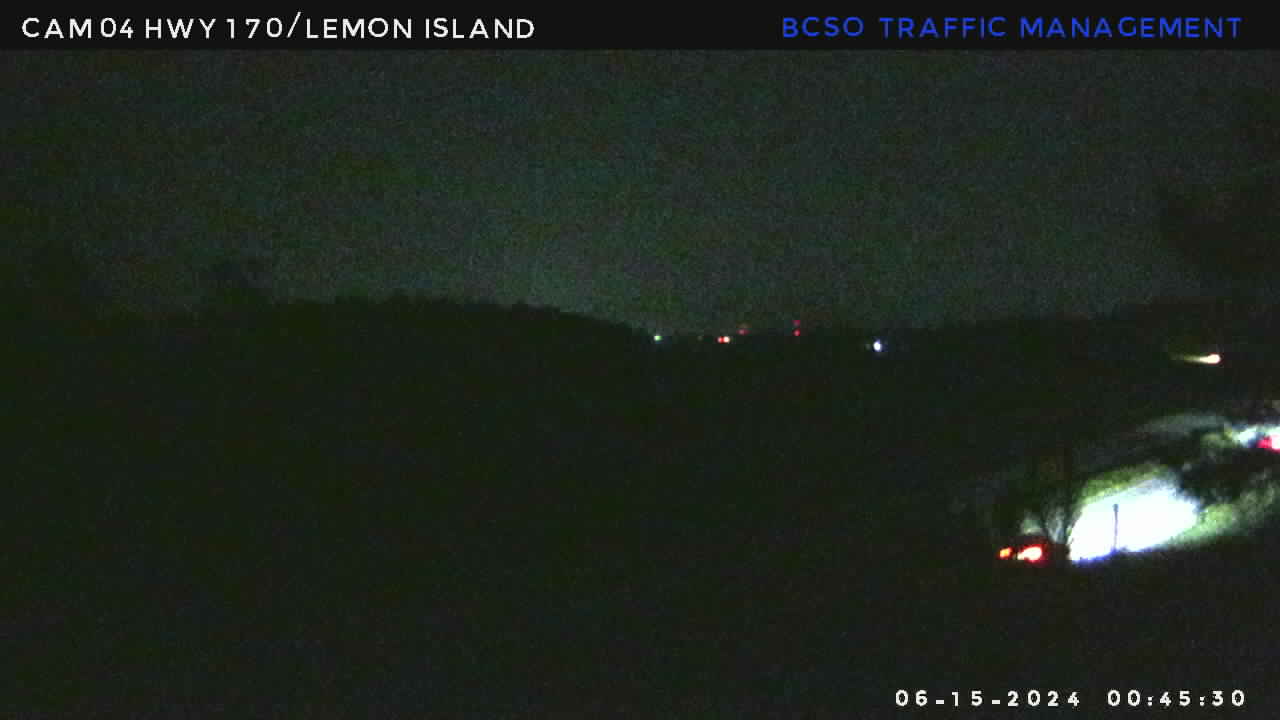 CAM04 HWY 170/LEMON ISLAND
BCSO TRAFFIC MANAGEMENT
06-15-2024 00:45:30